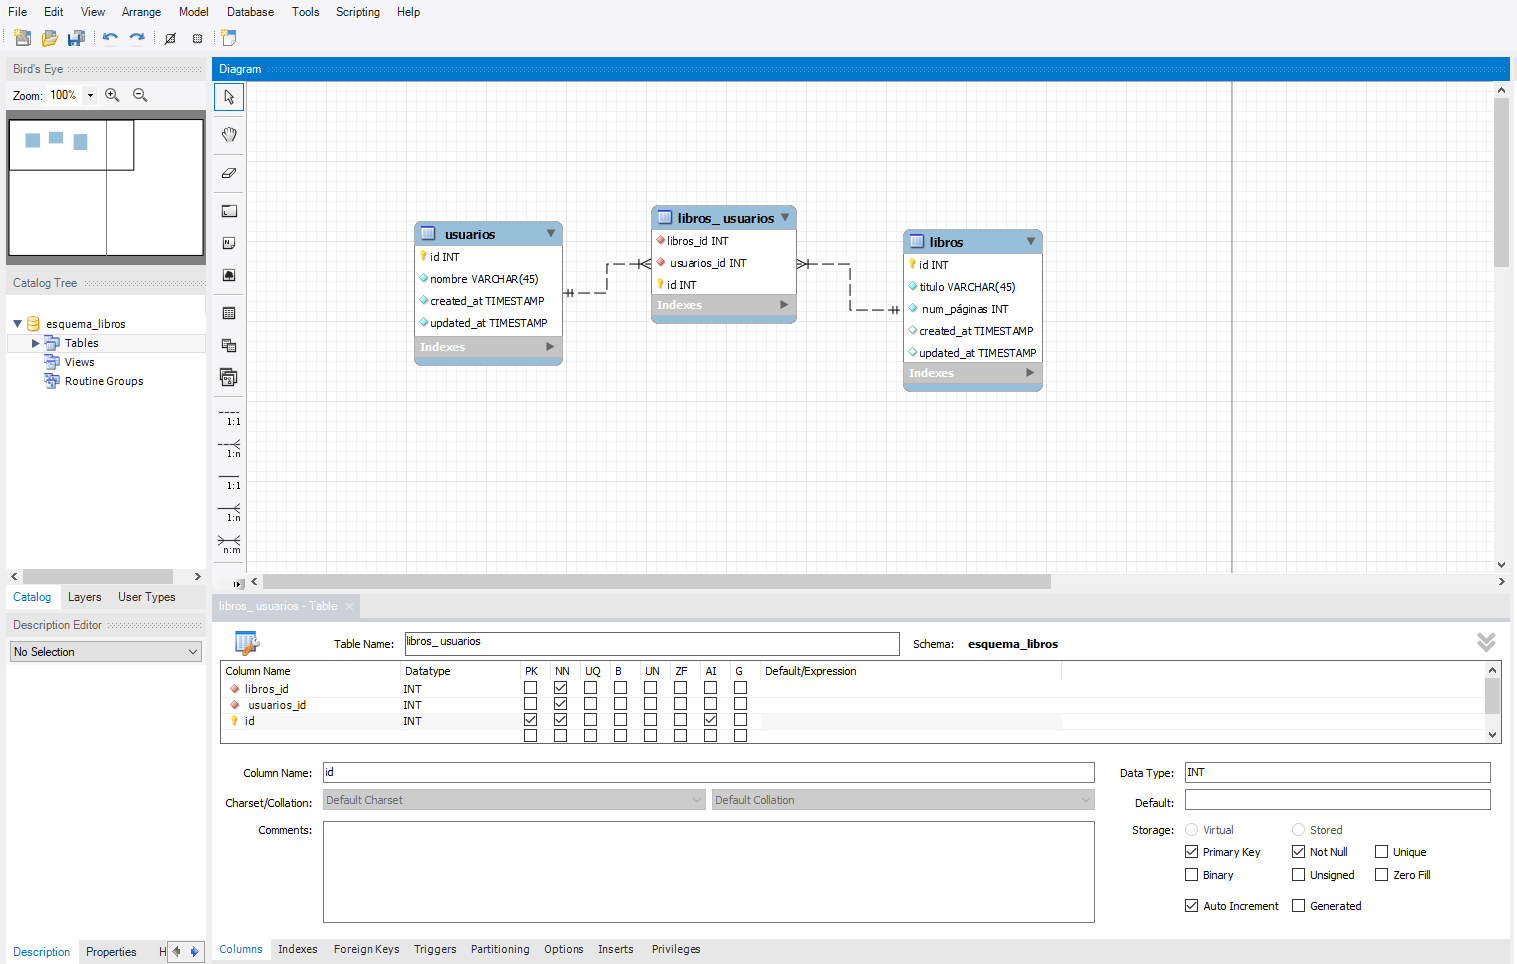 File Edit View Arrange Model Database Tools Scripting Help
Bird's Eye
Zoom: 100%
Catalog Tree
esquema_libros
Tables
Views
Routine Groups
Catalog Layers User Types
Description Editor
No Selection
Description Properties H
Diagram
1:1
1:n
1:1
1:n
n:m
usuarios
id INT
nombre VARCHAR(45)
created_at TIMESTAMP
updated_at TIMESTAMP
Indexes
libros_ usuarios
libros_id INT
usuarios_id INT
id INT
Indexes
libros
id INT
titulo VARCHAR(45)
num_páginas INT
created_at TIMESTAMP
updated_at TIMESTAMP
Indexes
libros_ usuarios - Table
Table Name: libros_ usuarios Schema: esquema_libros
Column Name Datatype PK NN UQ B UN ZF AI G Default/Expression
libros_id INT
usuarios_id INT
id INT
Column Name: id Data Type: INT
Charset/Collation: Default Charset Default Collation Default:
Comments: Storage: Virtual Stored
Primary Key Not Null Unique
Binary Unsigned Zero Fill
Auto Increment Generated
Columns Indexes Foreign Keys Triggers Partitioning Options Inserts Privileges